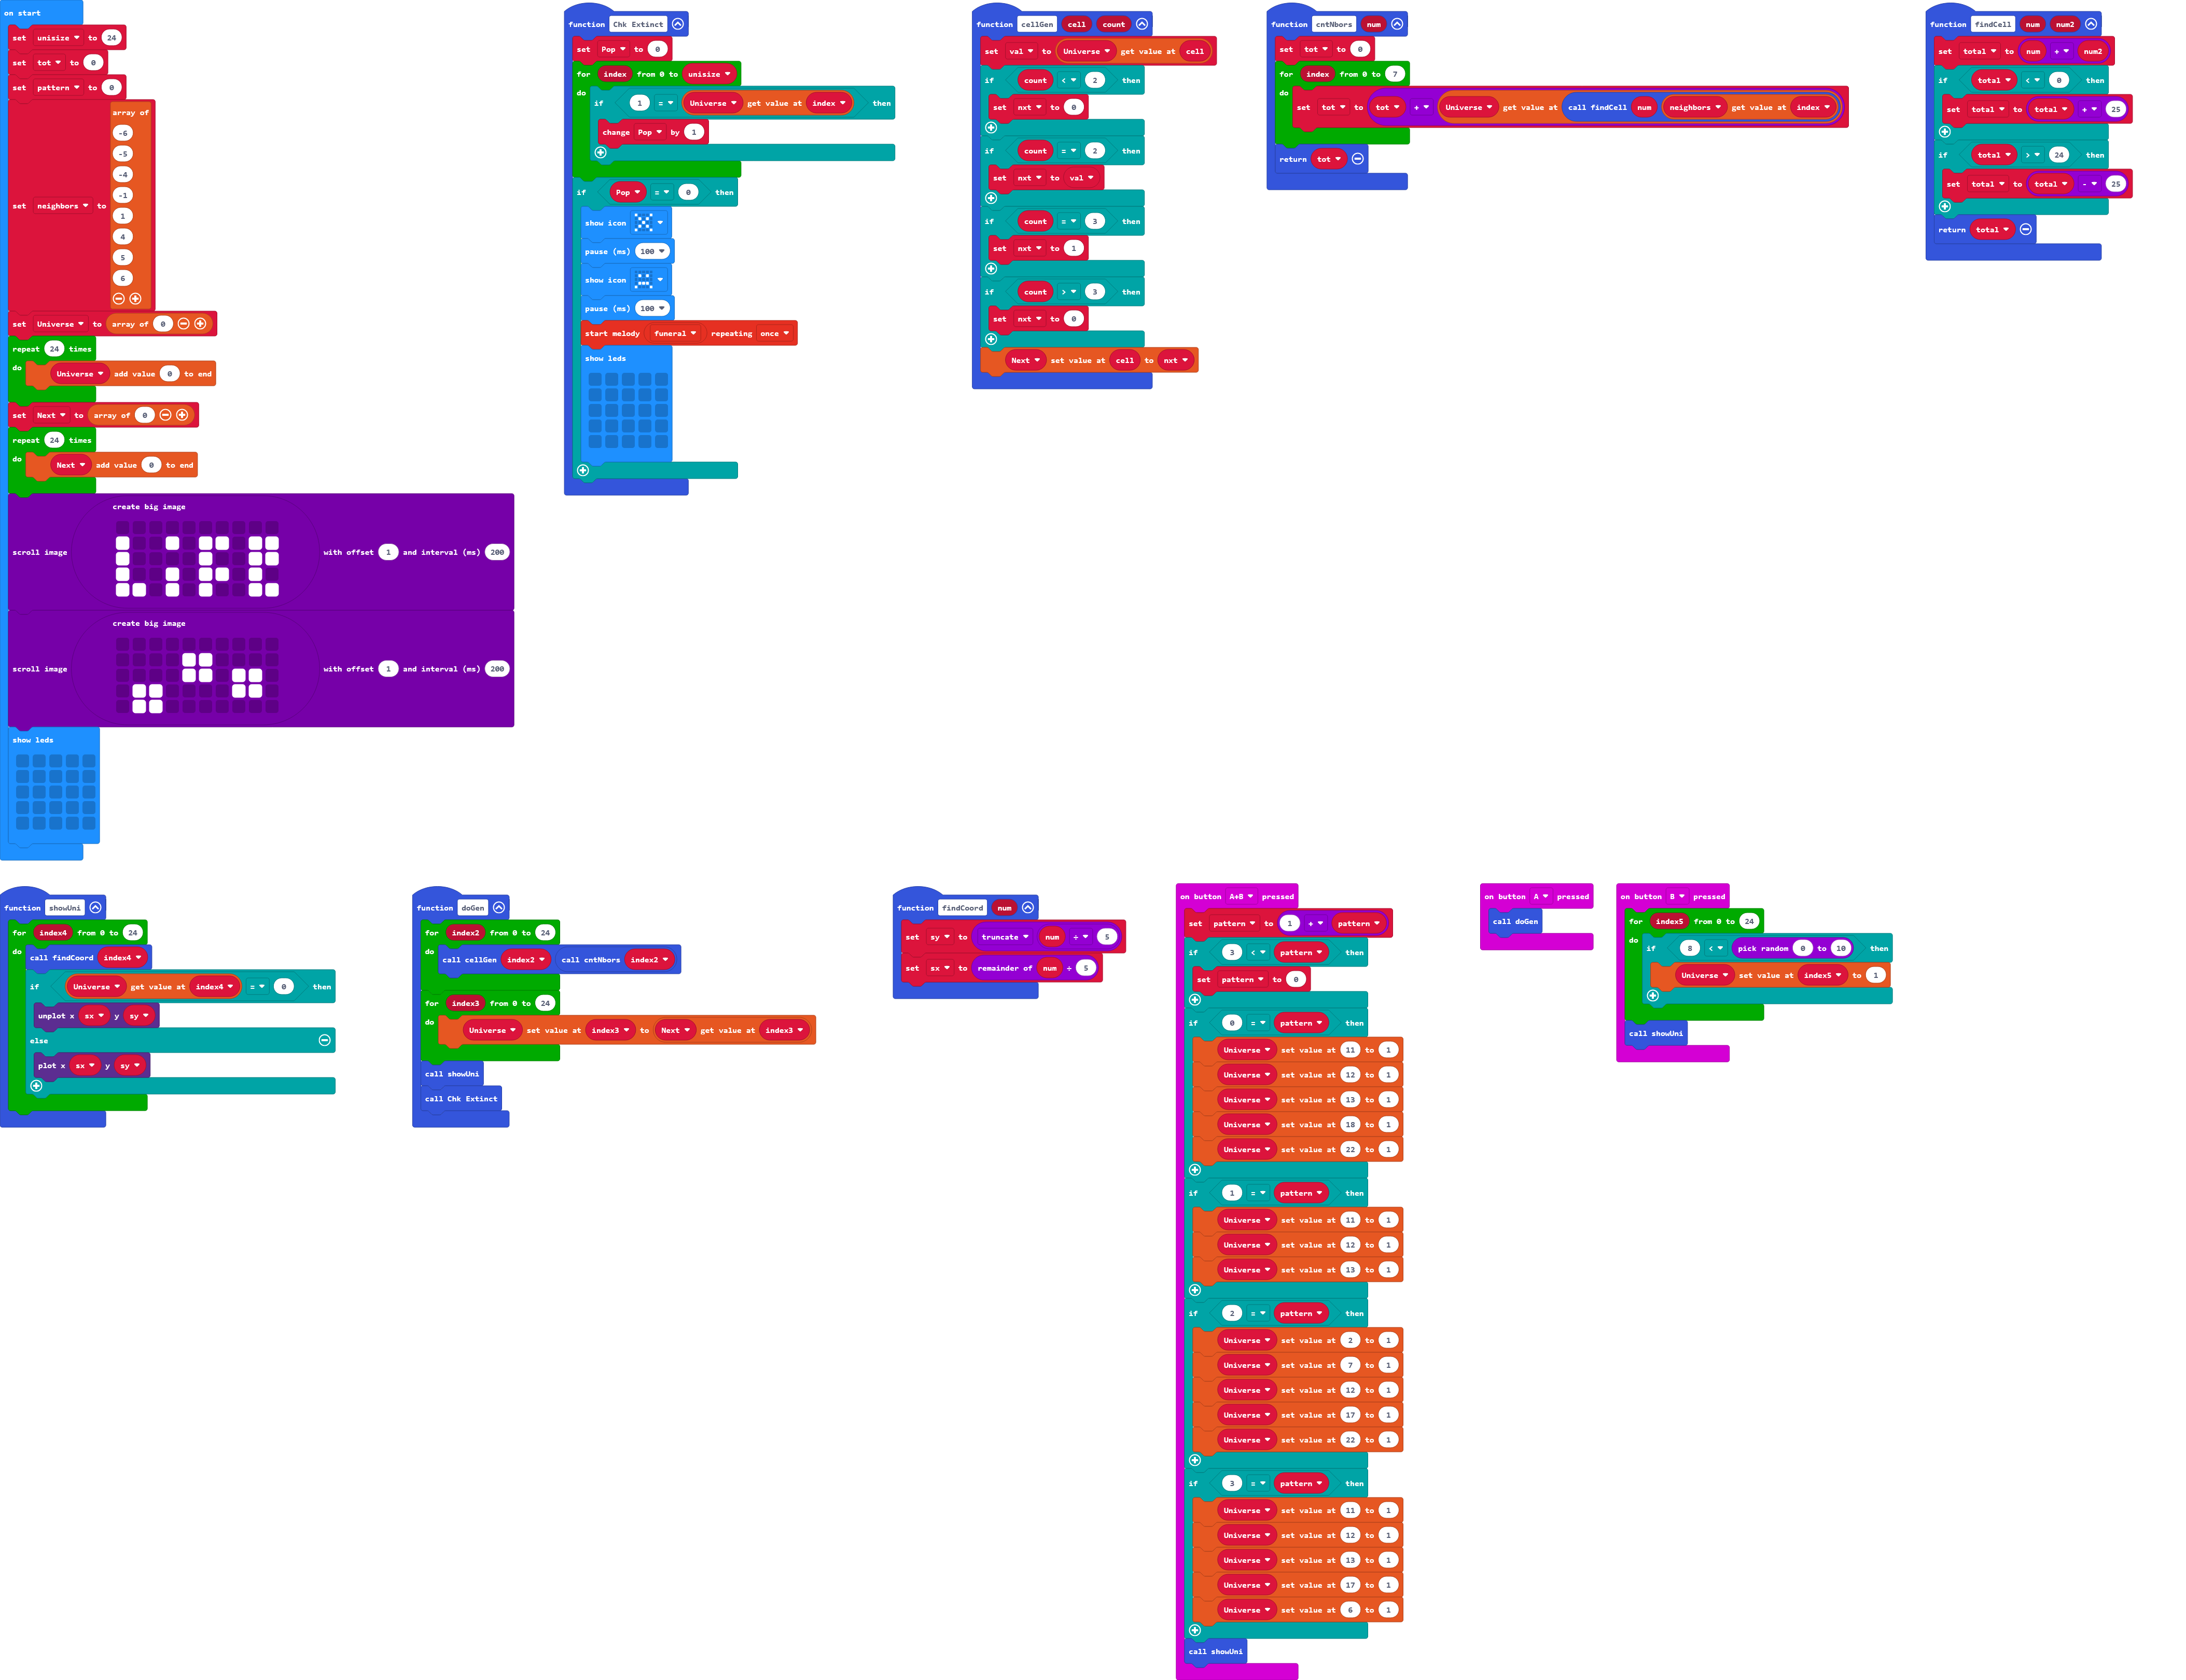 on start
set unisize to 24
set tot to 0
set pattern to 0
set neighbors to array of
-6
-5
-4
-1
1
4
5
6
set Universe to array of 0
repeat 24 times
do Universe add value 0 to end
set Next to array of 0
repeat 24 times
do Next add value 0 to end
create big image
scroll image with offset 1 and interval (ms) 200
create big image
scroll image with offset 1 and interval (ms) 200
show leds
function Chk Extinct
set Pop to 0
for index from 0 to unisize
do if 1 = Universe get value at index then
change Pop by 1
if Pop = 0 then
show icon
pause (ms) 100
show icon
pause (ms) 100
start melody funeral repeating once
show leds
function cellGen cell count
set val to Universe get value at cell
if count < 2 then
set nxt to 0
if count = 2 then
set nxt to val
if count = 3 then
set nxt to 1
if count > 3 then
set nxt to 0
Next set value at cell to nxt
function cntNbors num
set tot to 0
for index from 0 to 7
do set tot to tot + Universe get value at call findCell num neighbors get value at index
return tot
function findCell num num2
set total to num + num2
if total < 0 then
set total to total + 25
if total > 24 then
set total to total - 25
return total
function showUni
for index4 from 0 to 24
do call findCoord index4
if Universe get value at index4 = 0 then
unplot x sx y sy
else
plot x sx y sy
function doGen
for index2 from 0 to 24
do call cellGen index2 call cntNbors index2
for index3 from 0 to 24
do Universe set value at index3 to Next get value at index3
call showUni
call Chk Extinct
function findCoord num
set sy to truncate num ÷ 5
set sx to remainder of num ÷ 5
on button A+B pressed
set pattern to 1 + pattern
if 3 < pattern then
set pattern to 0
if 0 = pattern then
Universe set value at 11 to 1
Universe set value at 12 to 1
Universe set value at 13 to 1
Universe set value at 18 to 1
Universe set value at 22 to 1
if 1 = pattern then
Universe set value at 11 to 1
Universe set value at 12 to 1
Universe set value at 13 to 1
if 2 = pattern then
Universe set value at 2 to 1
Universe set value at 7 to 1
Universe set value at 12 to 1
Universe set value at 17 to 1
Universe set value at 22 to 1
if 3 = pattern then
Universe set value at 11 to 1
Universe set value at 12 to 1
Universe set value at 13 to 1
Universe set value at 17 to 1
Universe set value at 6 to 1
call showUni
on button A pressed
call doGen
on button B pressed
for index5 from 0 to 24
do if 8 < pick random 0 to 10 then
Universe set value at index5 to 1
call showUni